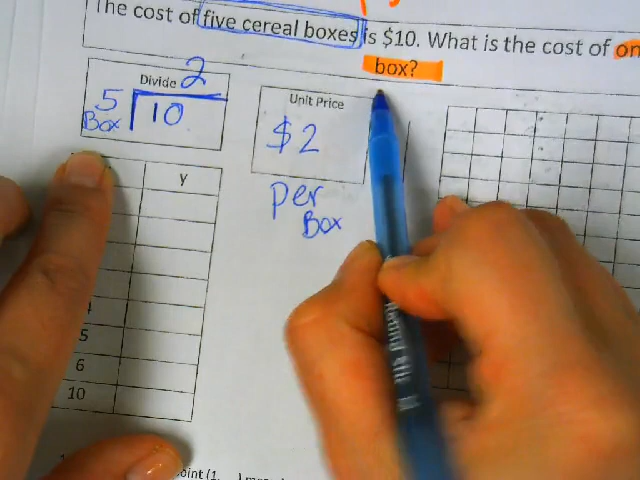 The cost of five cereal boxes is $10. What is the cost of on
box?
Divide 2
5 10
Box
Unit Price
$2
per
Box
y
5
6
10